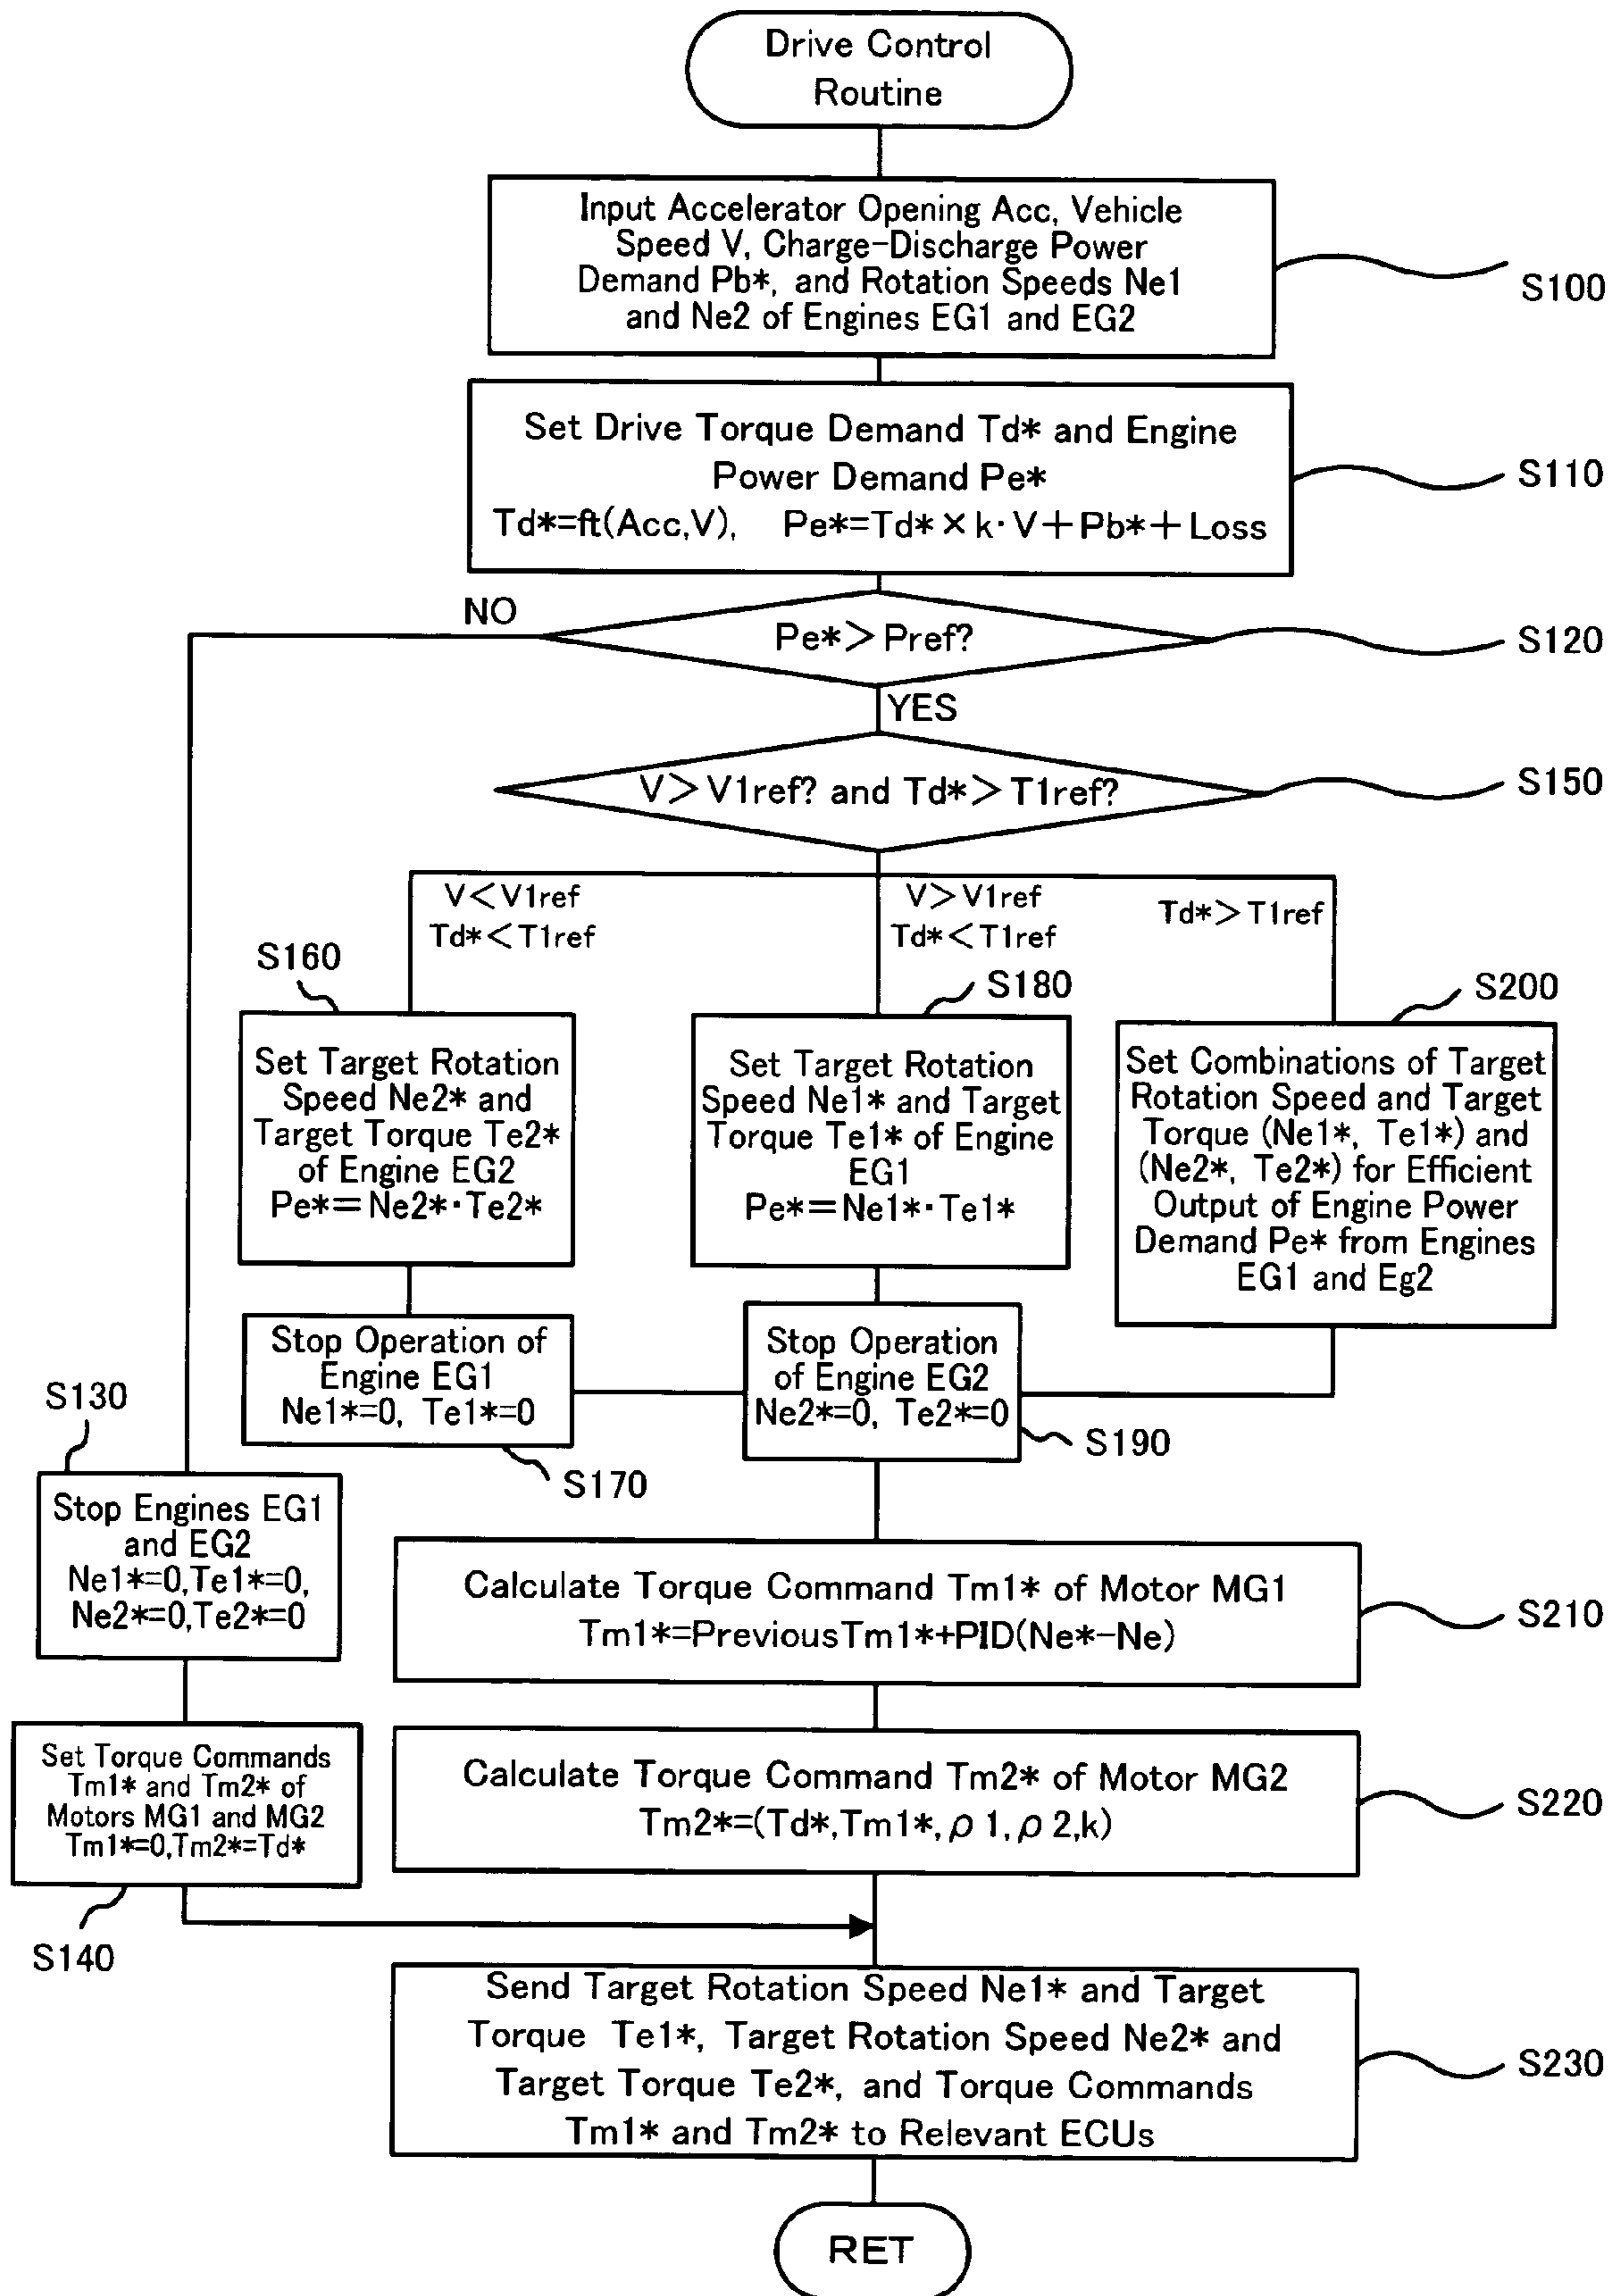 Drive Control
Routine
Input Accelerator Opening Acc, Vehicle
Speed V, Charge-Discharge Power
Demand Pb*, and Rotation Speeds Ne1
and Ne2 of Engines EG1 and EG2
S100
Set Drive Torque Demand Td* and Engine
Power Demand Pe*
Td*=ft(Acc,V), Pe*=Td*×k·V+Pb*+Loss
S110
NO
Pe*>Pref?
S120
YES
V>V1ref? and Td*>T1ref?
S150
V<V1ref
Td*<T1ref
V>V1ref
Td*<T1ref
Td*>T1ref
S160
Set Target Rotation
Speed Ne2* and
Target Torque Te2*
of Engine EG2
Pe*=Ne2*·Te2*
S180
Set Target Rotation
Speed Ne1* and Target
Torque Te1* of Engine
EG1
Pe*=Ne1*·Te1*
S200
Set Combinations of Target
Rotation Speed and Target
Torque (Ne1*, Te1*) and
(Ne2*, Te2*) for Efficient
Output of Engine Power
Demand Pe* from Engines
EG1 and Eg2
Stop Operation of
Engine EG1
Ne1*=0, Te1*=0
S170
Stop Operation
of Engine EG2
Ne2*=0, Te2*=0
S190
S130
Stop Engines EG1
and EG2
Ne1*=0,Te1*=0,
Ne2*=0,Te2*=0
Calculate Torque Command Tm1* of Motor MG1
Tm1*=PreviousTm1*+PID(Ne*-Ne)
S210
Set Torque Commands
Tm1* and Tm2* of
Motors MG1 and MG2
Tm1*=0,Tm2*=Td*
S140
Calculate Torque Command Tm2* of Motor MG2
Tm2*=(Td*,Tm1*,ρ1,ρ2,k)
S220
Send Target Rotation Speed Ne1* and Target
Torque Te1*, Target Rotation Speed Ne2* and
Target Torque Te2*, and Torque Commands
Tm1* and Tm2* to Relevant ECUs
S230
RET